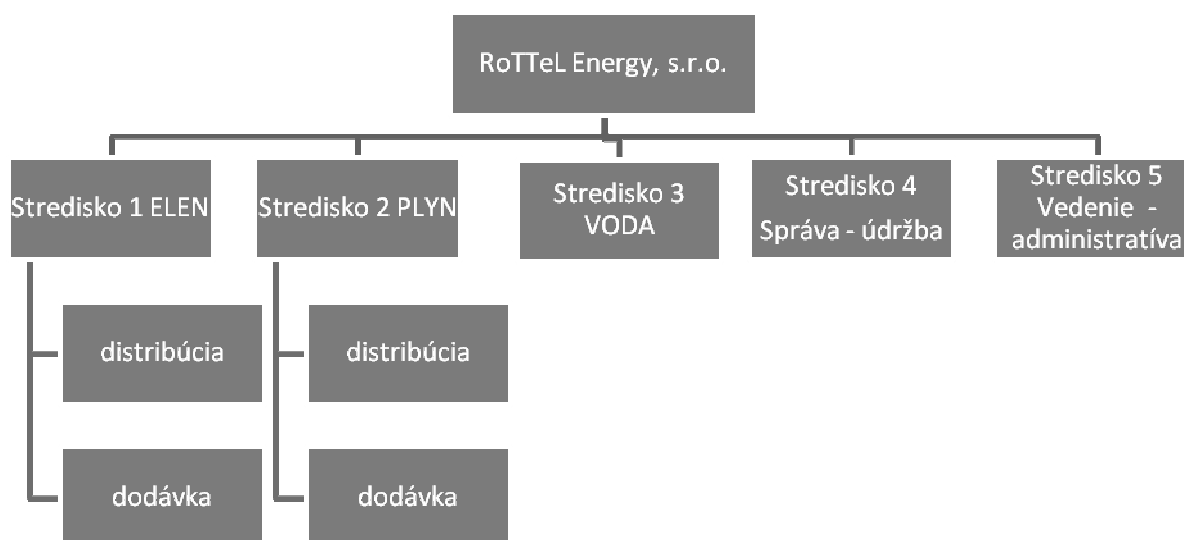 RoTTeL Energy, s.r.o.
Stredisko 1 ELEN
Stredisko 2 PLYN
Stredisko 3
VODA
Stredisko 4
Správa - údržba
Stredisko 5
Vedenie -
administratíva
distribúcia
distribúcia
dodávka
dodávka